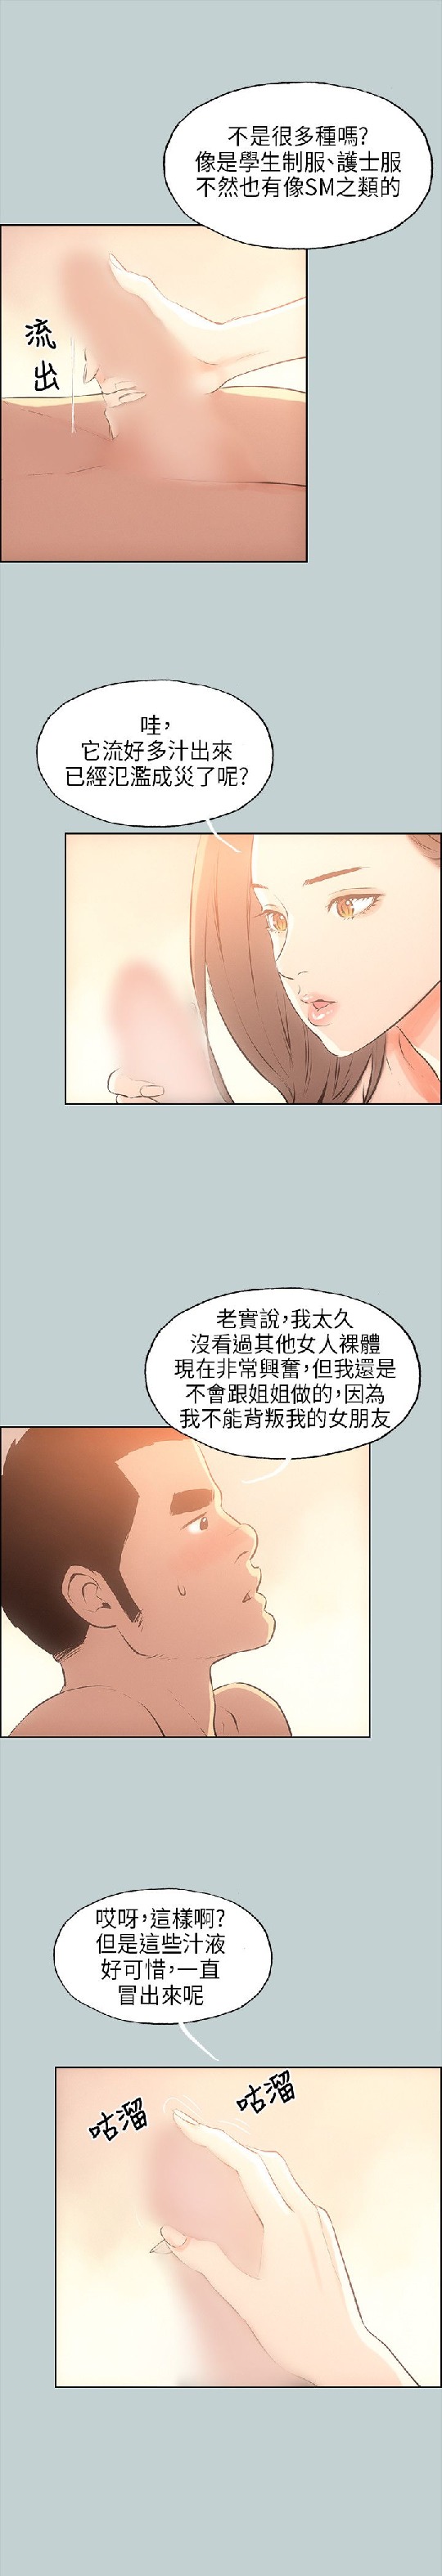 不是很多種嗎?
像是學生制服、護士服
不然也有像SM之類的
流
出
哇,
它流好多汁出來
已經氾濫成災了呢?
老實說,我太久
沒看過其他女人裸體
現在非常興奮,但我還是
不會跟姐姐做的,因為
我不能背叛我的女朋友
哎呀,這樣啊?
但是這些汁液
好可惜,一直
冒出來呢
咕溜
咕溜